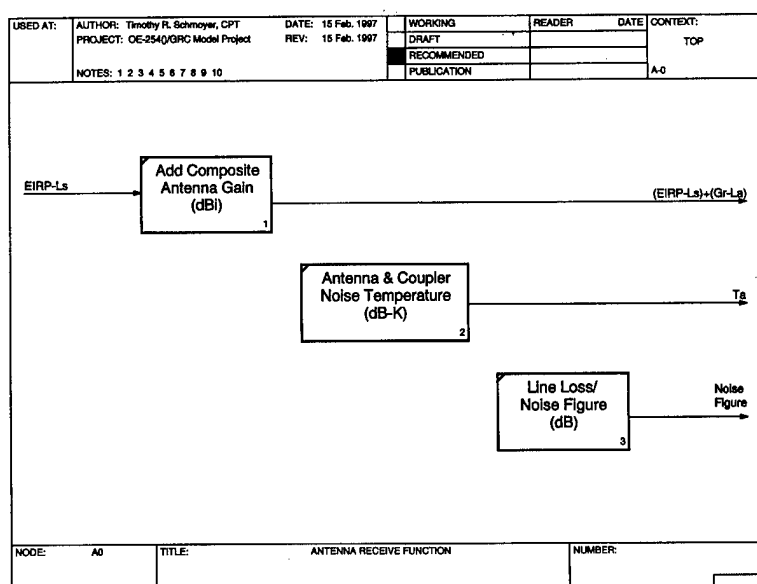 USED AT:
AUTHOR: Timothy R. Schmoyer, CPT
DATE: 15 Feb. 1997
WORKING
READER
DATE
CONTEXT:
PROJECT: OE-254()/GRC Model Project
REV: 15 Feb. 1997
DRAFT
TOP
RECOMMENDED
NOTES: 1 2 3 4 5 6 7 8 9 10
PUBLICATION
A-0
EIRP-Ls
Add Composite
Antenna Gain
(dBi)
1
(EIRP-Ls)+(Gr-La)
Antenna & Coupler
Noise Temperature
(dB-K)
2
Ta
Line Loss/
Noise Figure
(dB)
3
Noise
Figure
NODE: A0
TITLE: ANTENNA RECEIVE FUNCTION
NUMBER: